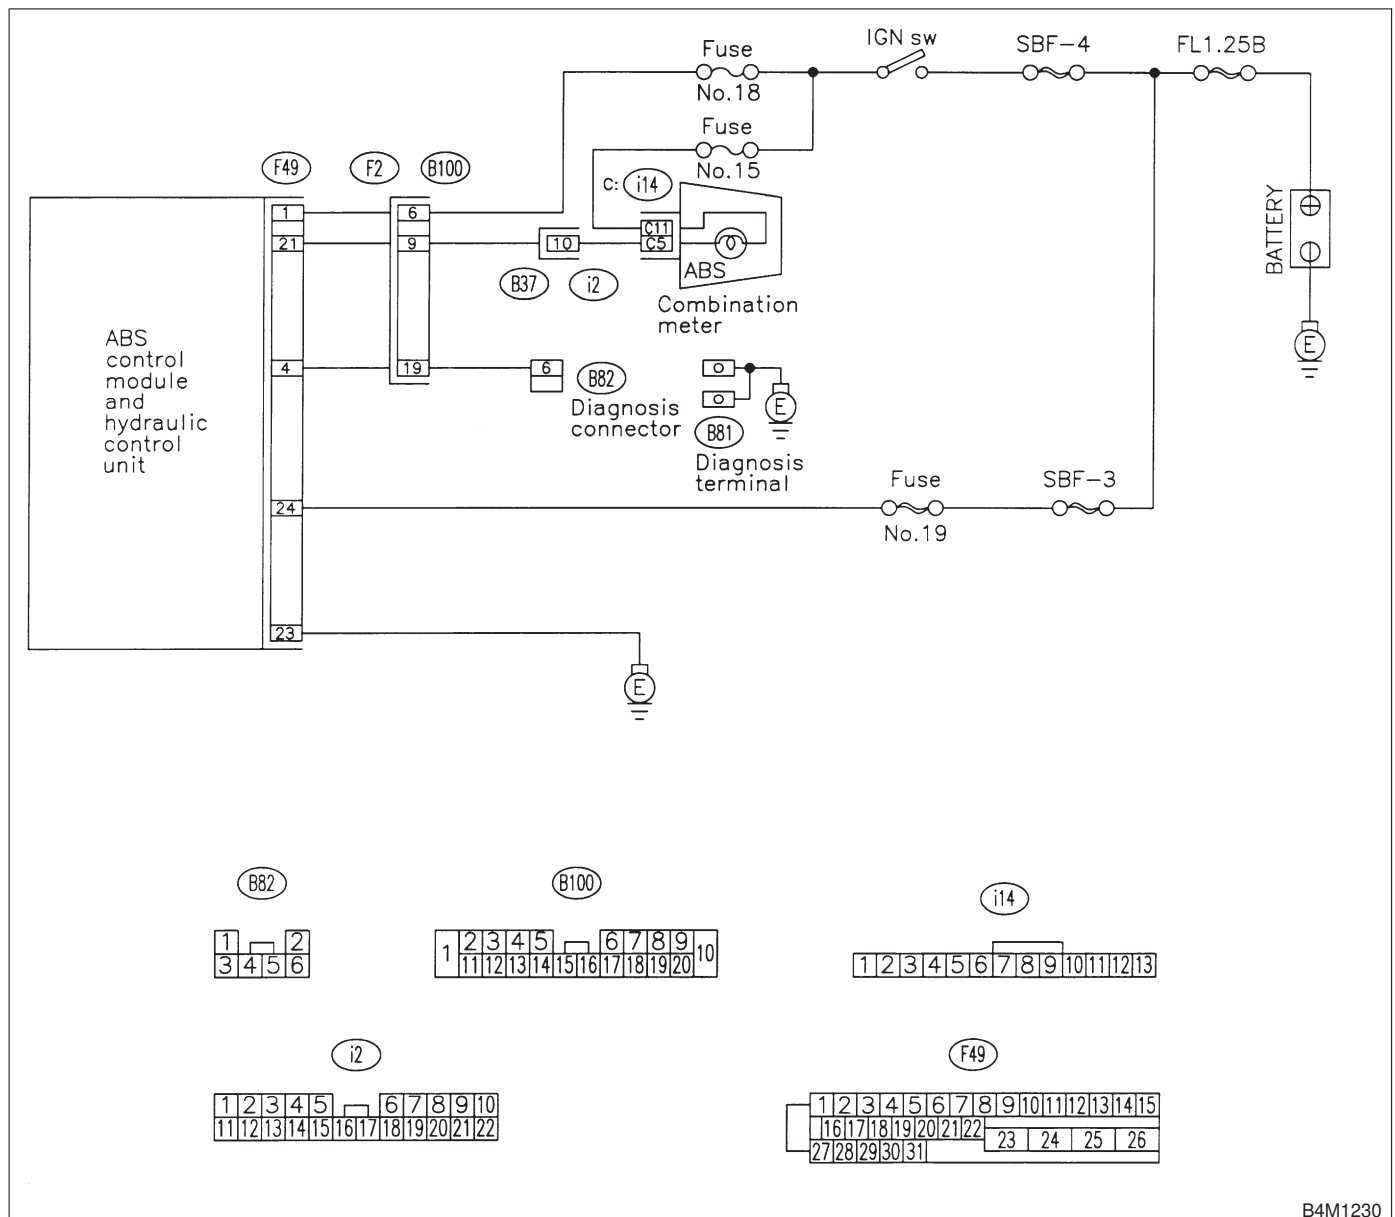 IGN sw
SBF-4
FL1.25B
Fuse
No.18
Fuse
No.15
F49
F2
B100
c: i14
1
6
C11
21
9
10
C5
ABS
B37
i2
Combination
meter
BATTERY
E
ABS
control
module
and
hydraulic
control
unit
4
19
6
B82
Diagnosis
connector
E
B81
Diagnosis
terminal
24
Fuse
No.19
SBF-3
23
E
B82
1 2
3 4 5 6
B100
1 2 3 4 5 6 7 8 9 10
11 12 13 14 15 16 17 18 19 20
i14
1 2 3 4 5 6 7 8 9 10 11 12 13
i2
1 2 3 4 5 6 7 8 9 10
11 12 13 14 15 16 17 18 19 20 21 22
F49
1 2 3 4 5 6 7 8 9 10 11 12 13 14 15
16 17 18 19 20 21 22 23 24 25 26
27 28 29 30 31
B4M1230